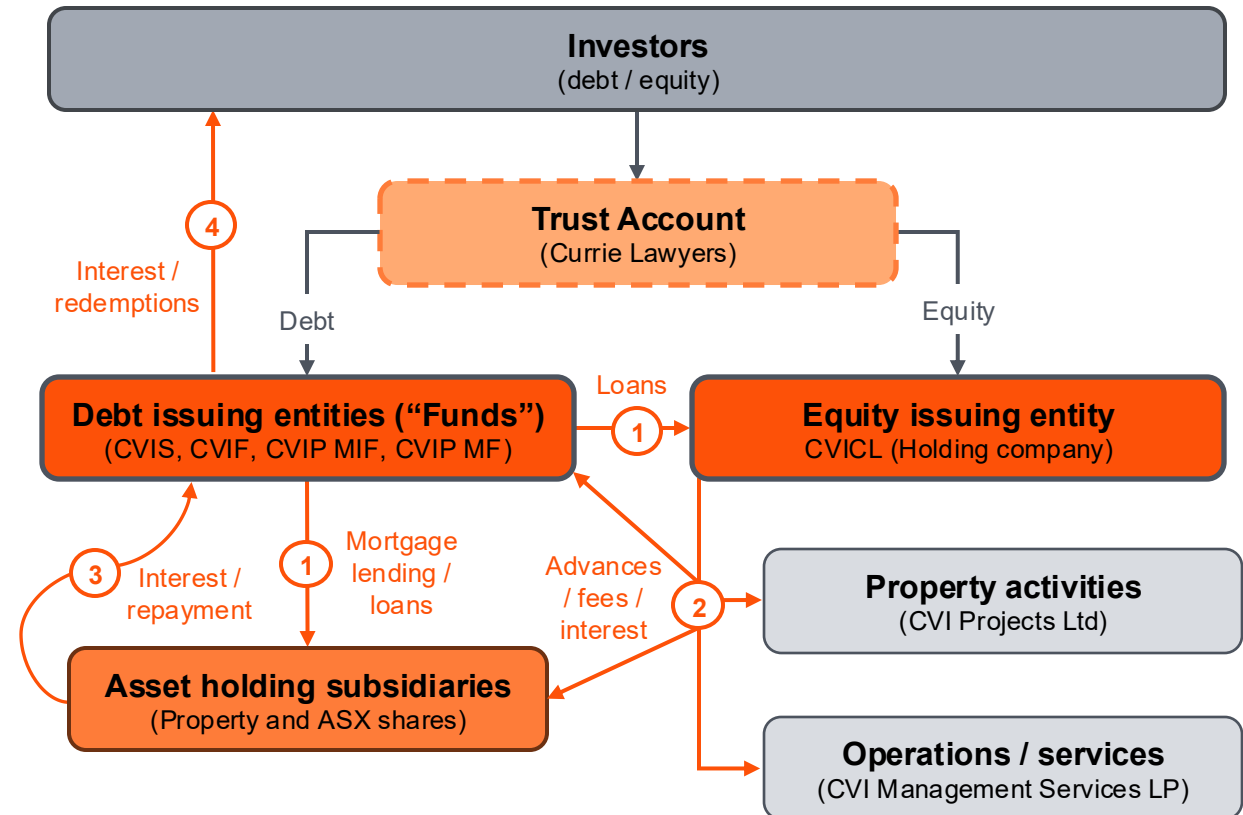 Investors
(debt / equity)
Trust Account
(Currie Lawyers)
4
Interest /
redemptions
Debt
Equity
Debt issuing entities (“Funds”)
(CVIS, CVIF, CVIP MIF, CVIP MF)
Loans
1
Equity issuing entity
CVICL (Holding company)
3
Interest /
repayment
1
Mortgage
lending /
loans
Advances
/ fees /
interest
2
Property activities
(CVI Projects Ltd)
Asset holding subsidiaries
(Property and ASX shares)
Operations / services
(CVI Management Services LP)